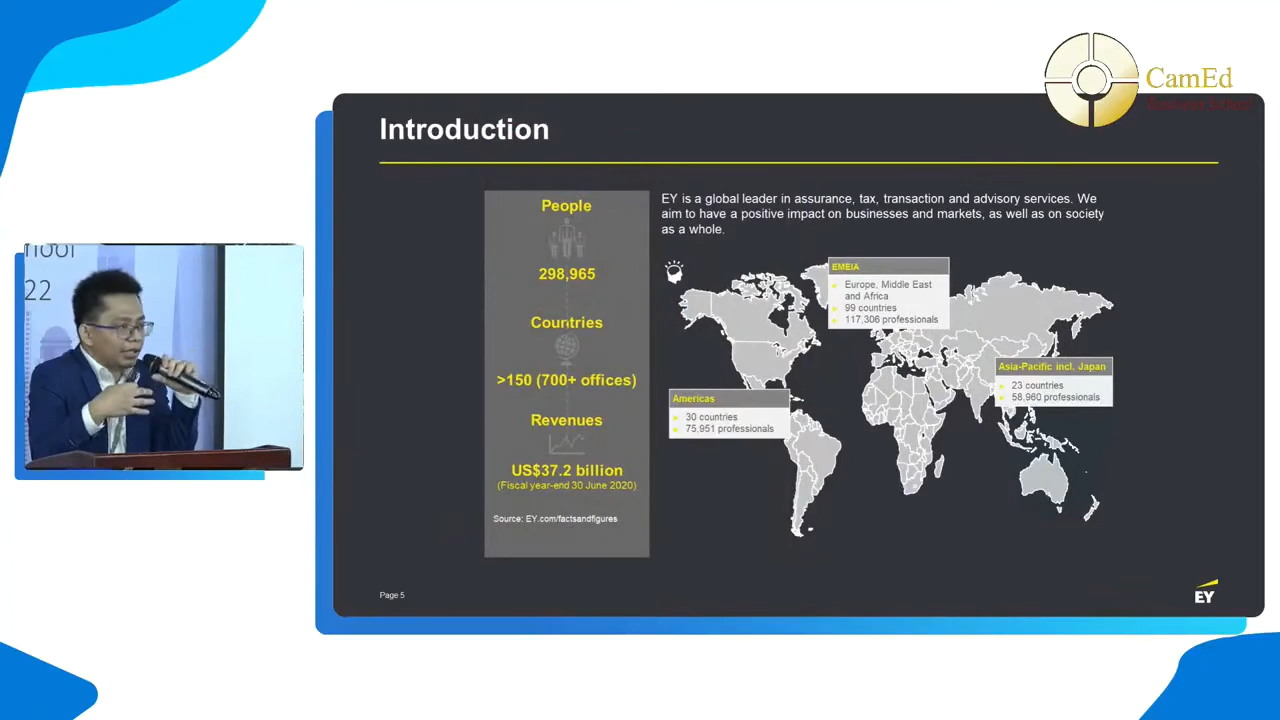 CamEd
Business School
Introduction
People
298,965
Countries
>150 (700+ offices)
Revenues
US$37.2 billion
(Fiscal year-end 30 June 2020)
Source: EY.com/factsandfigures
EY is a global leader in assurance, tax, transaction and advisory services. We
aim to have a positive impact on businesses and markets, as well as on society
as a whole.
EMEIA
Europe, Middle East
and Africa
99 countries
117,306 professionals
Asia-Pacific incl. Japan
23 countries
58,960 professionals
Americas
30 countries
75,951 professionals
22
Page 5
EY